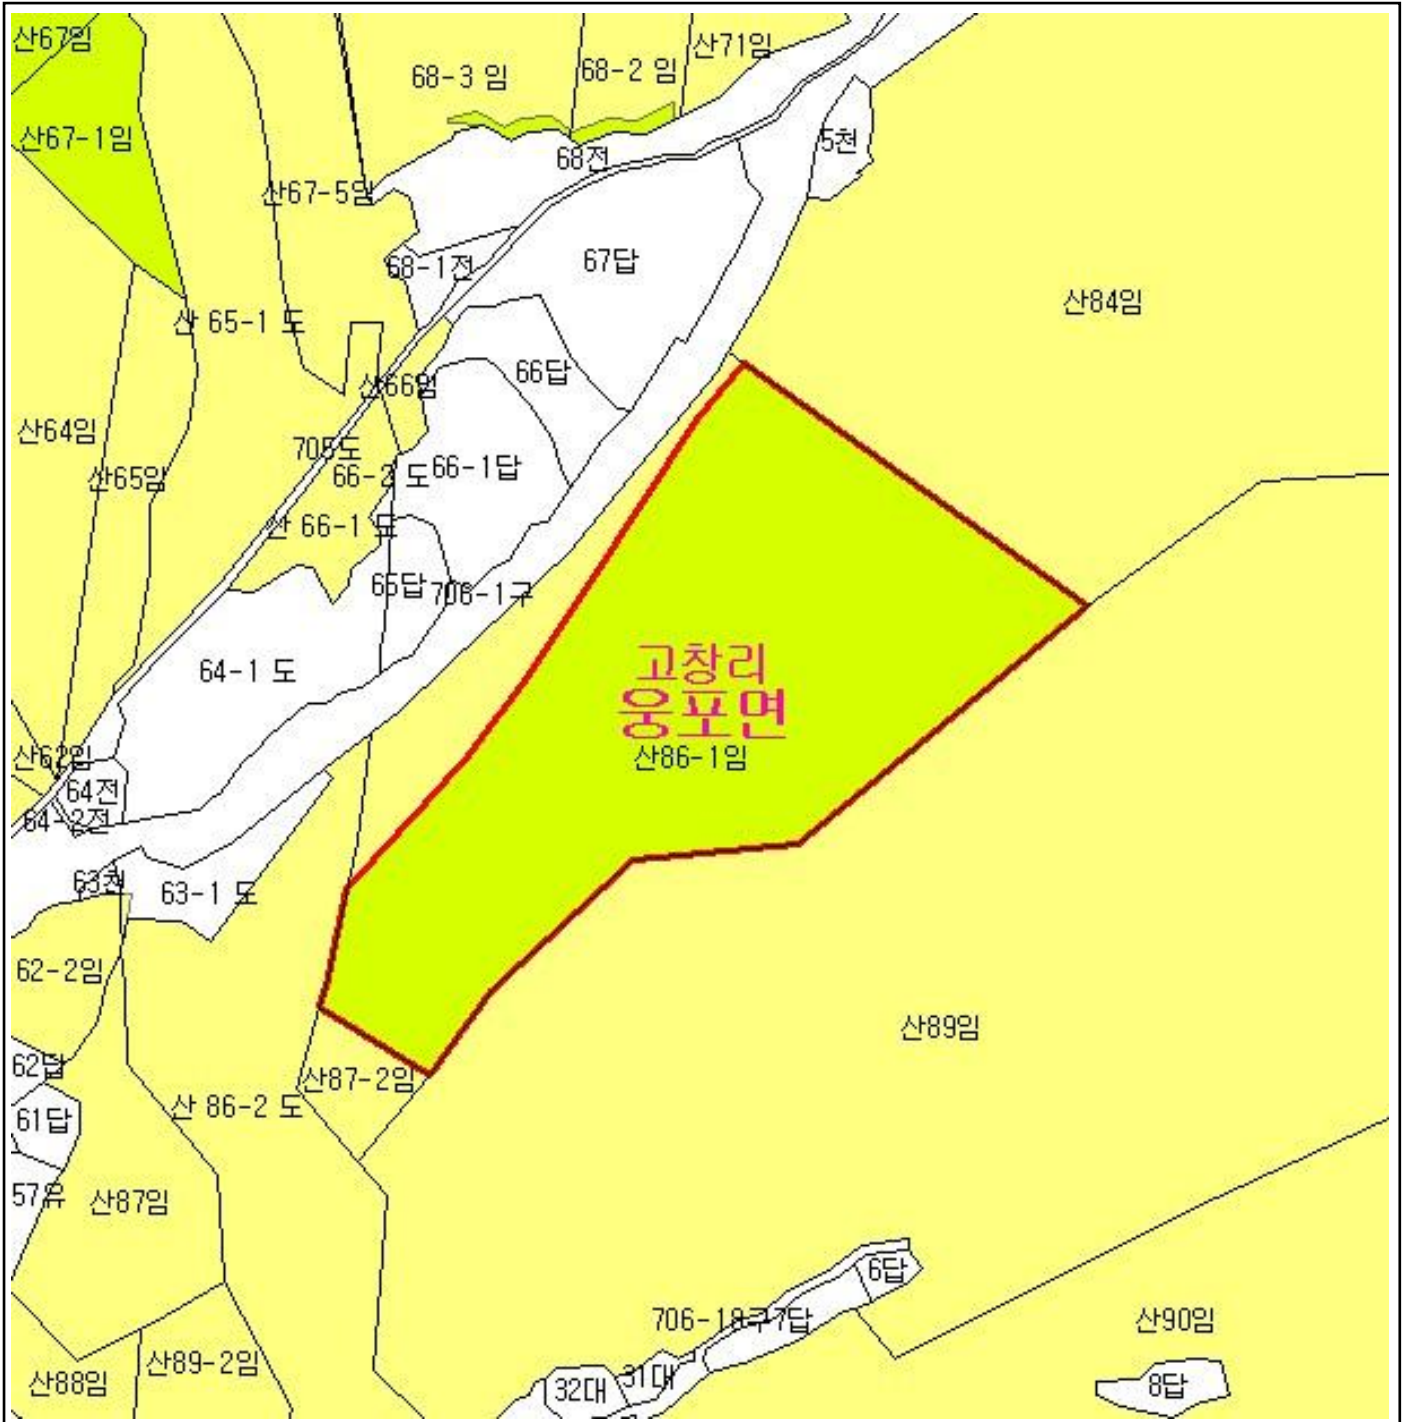 산67임
68-3 임
68-2 임
산71임
산67-1임
5천
68전
산67-5임
68-1전
67답
산84임
산 65-1 도
66답
산66임
산64임
705도
66-2 도
66-1답
산65임
산 66-1 도
65답
706-1구
64-1 도
고창리
웅포면
산86-1임
산62임
64전
64-2전
63천
63-1 도
62-2임
산89임
62답
산87-2임
산 86-2 도
61답
57유
산87임
6답
706-18구
7답
산90임
산89-2임
산88임
32대
31대
8답